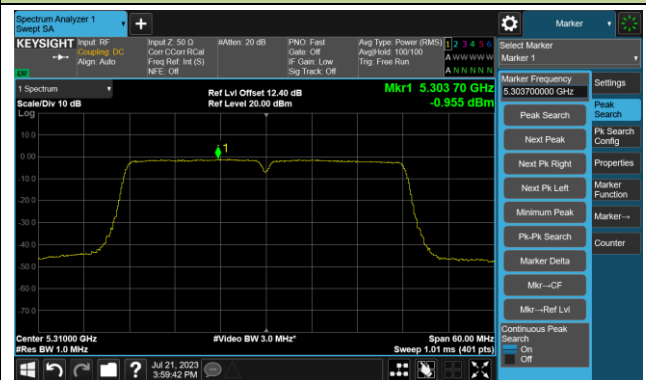 Spectrum Analyzer 1
Swept SA
+
Marker
KEYSIGHT
Input: RF
Coupling: DC
Align: Auto
Input Z: 50 Ω
Corr CCorr RCal
Freq Ref: Int (S)
NFE: Off
#Atten: 20 dB
PNO: Fast
Gate: Off
IF Gain: Low
Sig Track: Off
Avg Type: Power (RMS)
Avg|Hold: 100/100
Trig: Free Run
1 2 3 4 5 6
A W W W W W
A N N N N N
Select Marker
Marker 1
1 Spectrum
Scale/Div 10 dB
Log
Ref Lvl Offset 12.40 dB
Ref Level 20.00 dBm
Mkr1 5.303 70 GHz
-0.955 dBm
10.0
0.00
-10.0
-20.0
-30.0
-40.0
-50.0
-60.0
-70.0
1
Center 5.31000 GHz
#Res BW 1.0 MHz
#Video BW 3.0 MHz*
Span 60.00 MHz
Sweep 1.01 ms (401 pts)
Marker Frequency
5.303700000 GHz
Peak Search
Next Peak
Next Pk Right
Next Pk Left
Minimum Peak
Pk-Pk Search
Marker Delta
Mkr→CF
Mkr→Ref Lvl
Continuous Peak
Search
On
Off
Settings
Peak
Search
Pk Search
Config
Properties
Marker
Function
Marker→
Counter
?
Jul 21, 2023
3:59:42 PM